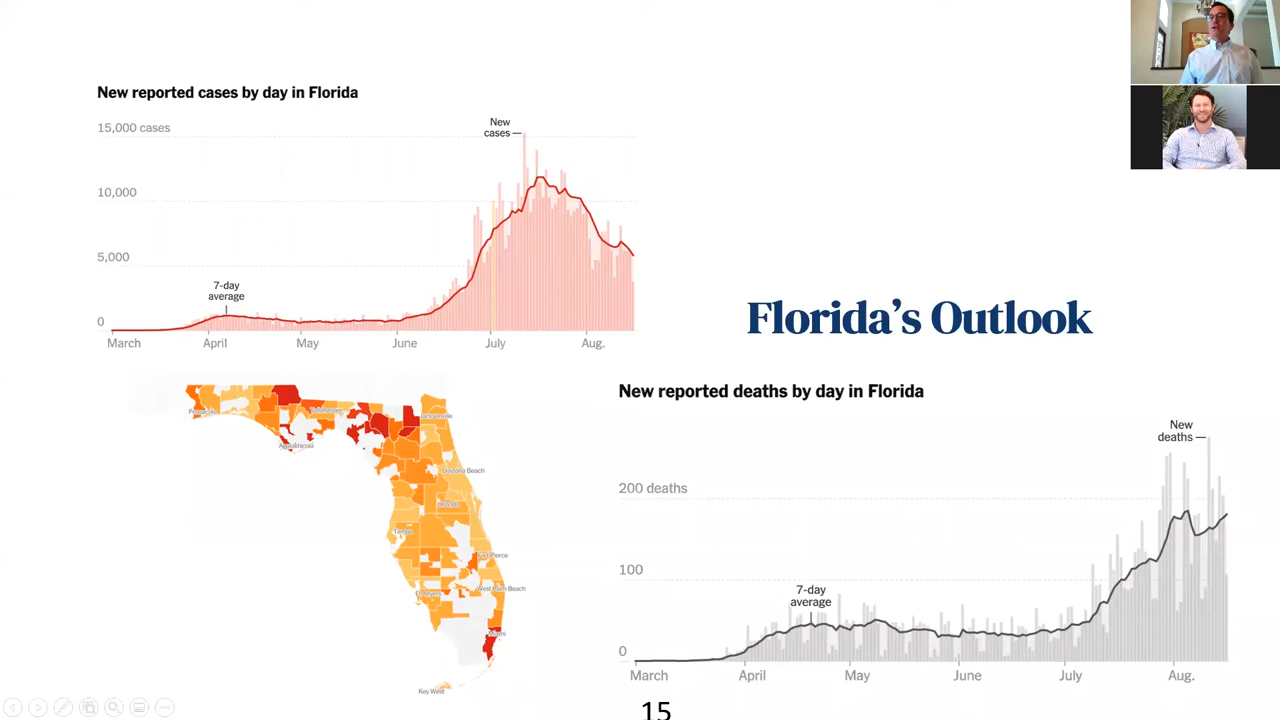 New reported cases by day in Florida
15,000 cases
New
cases
10,000
5,000
7-day
average
0
March April May June July Aug.
Florida's Outlook
Pensacola
Tallahassee
Jacksonville
Apalachicola
Daytona Beach
Orlando
Tampa
Fort Pierce
Ft. Myers
West Palm Beach
Miami
Key West
New reported deaths by day in Florida
New
deaths
200 deaths
100
7-day
average
0
March April May June July Aug.
15